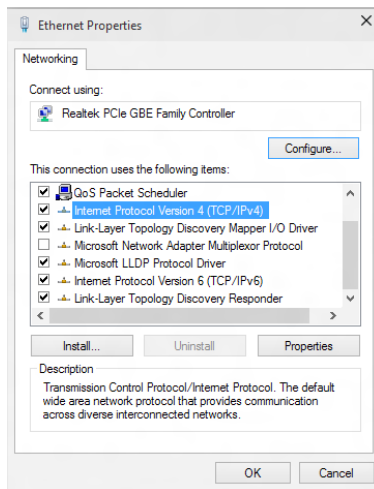 Ethernet Properties
Networking
Connect using:
Realtek PCIe GBE Family Controller
Configure...
This connection uses the following items:
QoS Packet Scheduler
Internet Protocol Version 4 (TCP/IPv4)
Link-Layer Topology Discovery Mapper I/O Driver
Microsoft Network Adapter Multiplexor Protocol
Microsoft LLDP Protocol Driver
Internet Protocol Version 6 (TCP/IPv6)
Link-Layer Topology Discovery Responder
Install... Uninstall Properties
Description
Transmission Control Protocol/Internet Protocol. The default
wide area network protocol that provides communication
across diverse interconnected networks.
OK Cancel